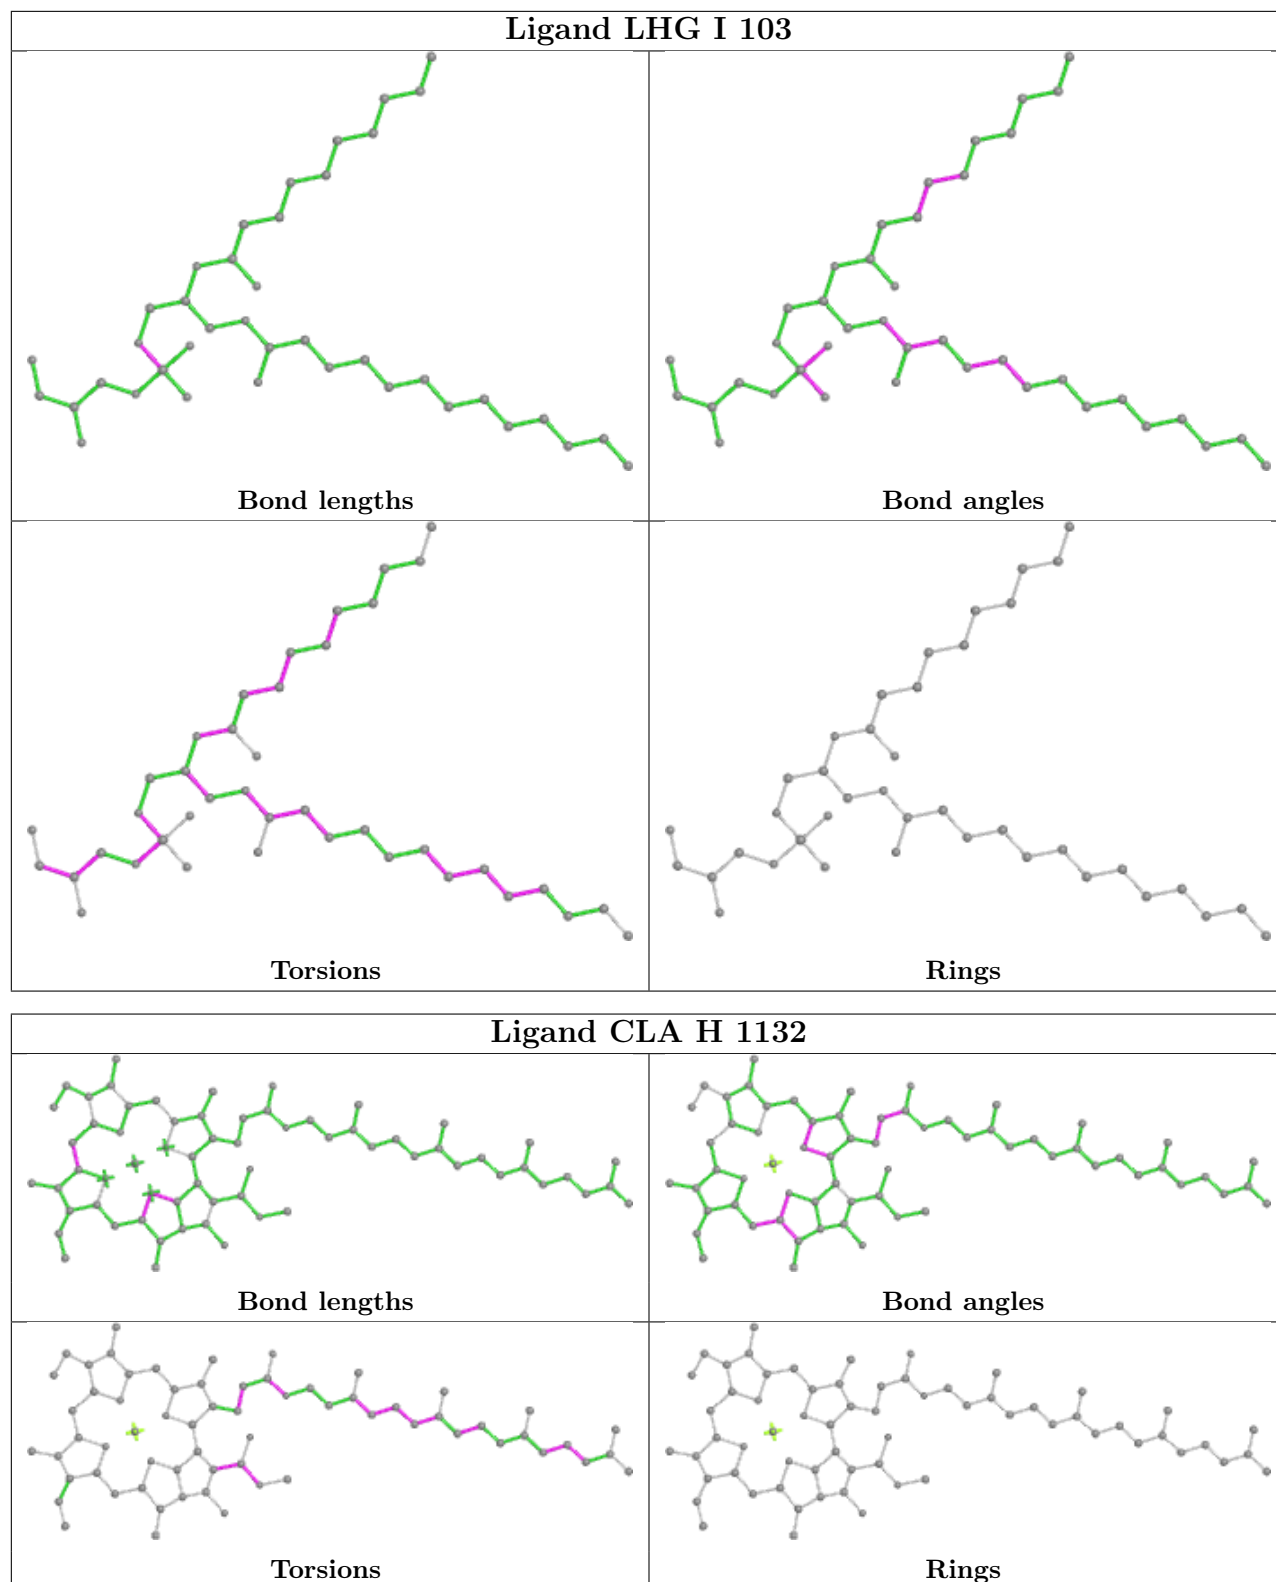 Ligand LHG I 103
Bond lengths
Bond angles
Torsions
Rings
Ligand CLA H 1132
Bond lengths
Bond angles
Torsions
Rings